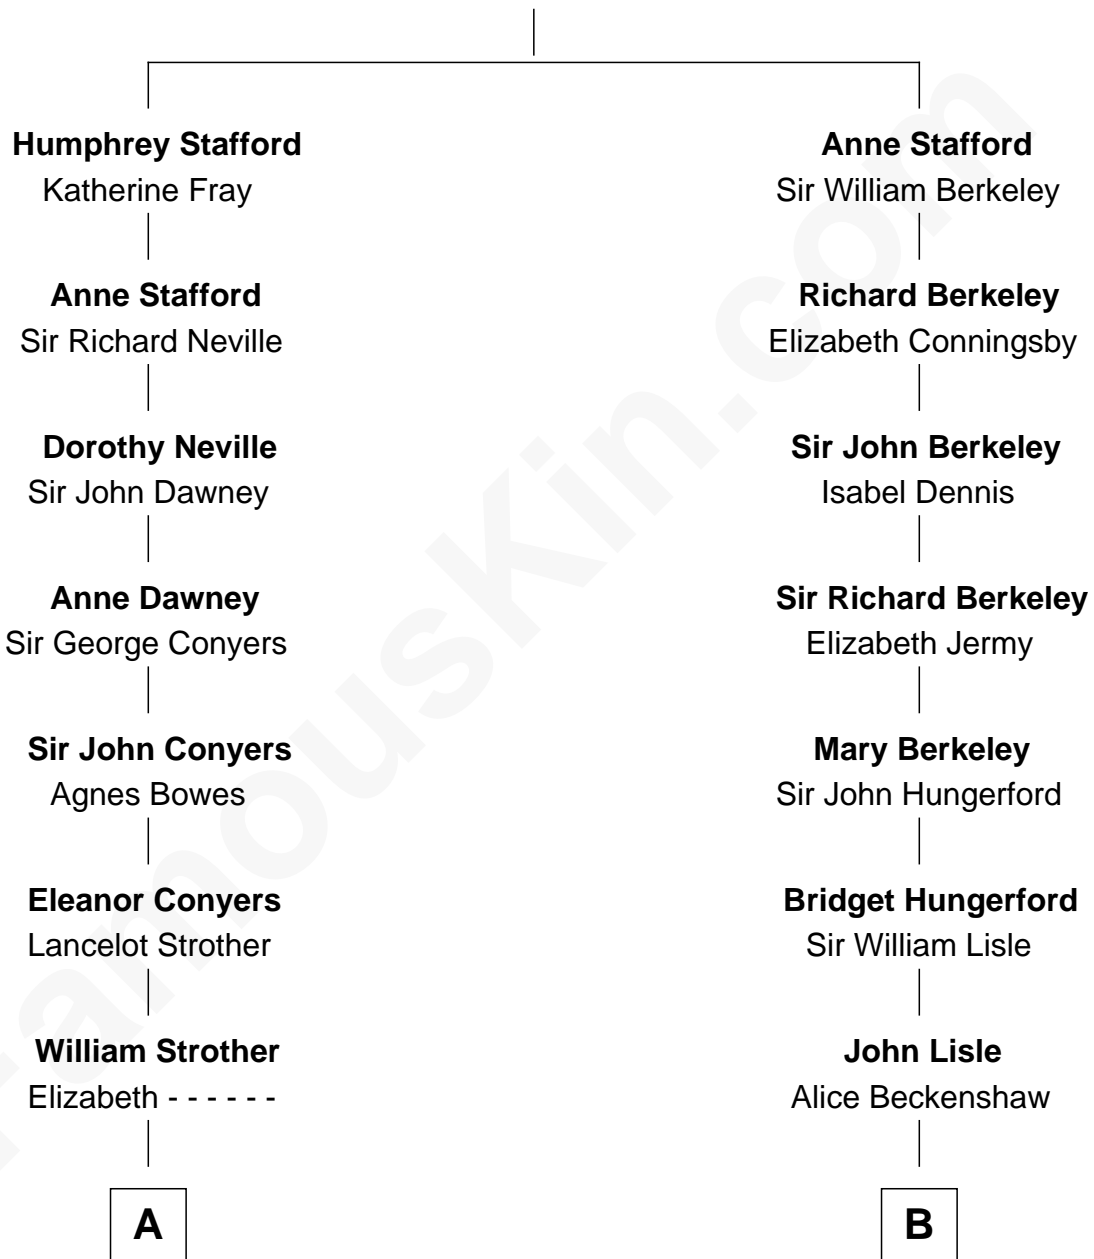 Humphrey Stafford
Katherine Fray
Anne Stafford
Sir Richard Neville
Dorothy Neville
Sir John Dawney
Anne Dawney
Sir George Conyers
Sir John Conyers
Agnes Bowes
Eleanor Conyers
Lancelot Strother
William Strother
Elizabeth - - - - - -
A
Anne Stafford
Sir William Berkeley
Richard Berkeley
Elizabeth Conningsby
Sir John Berkeley
Isabel Dennis
Sir Richard Berkeley
Elizabeth Jermy
Mary Berkeley
Sir John Hungerford
Bridget Hungerford
Sir William Lisle
John Lisle
Alice Beckenshaw
B
FamousKin.com